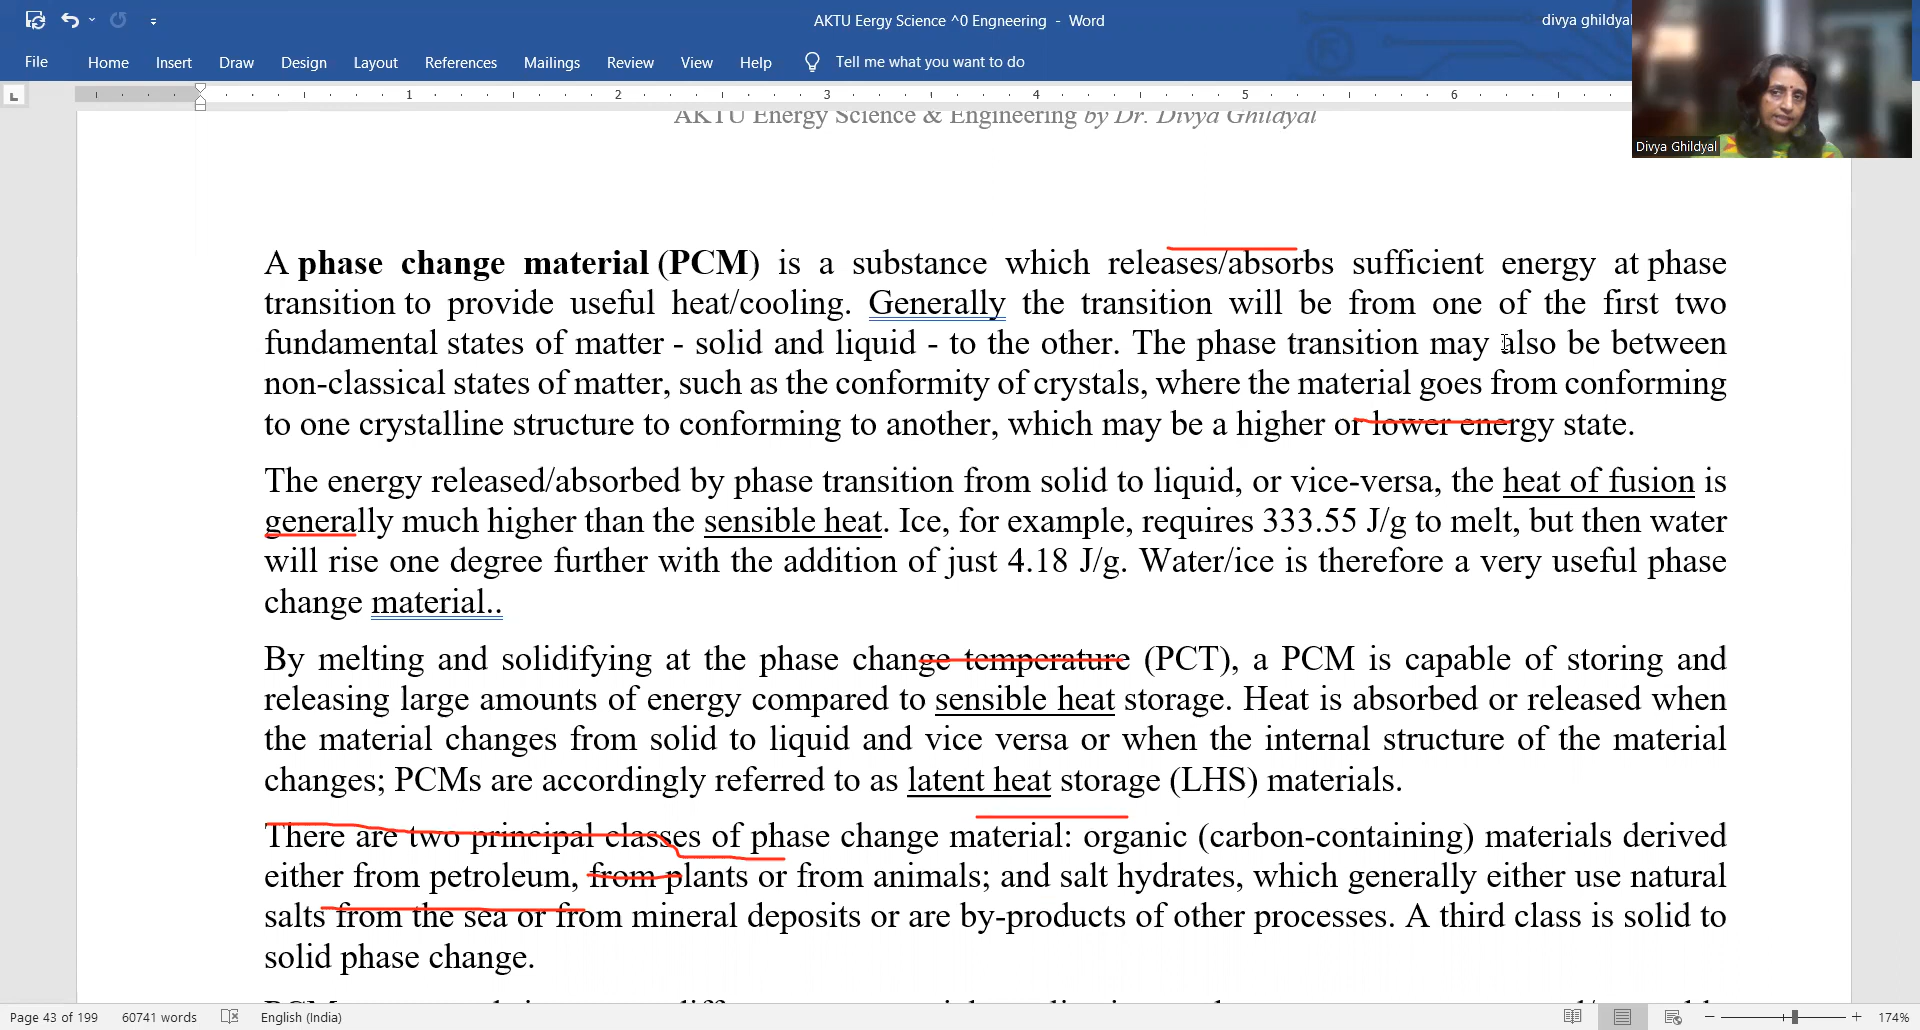 AKTU Eergy Science ^0 Engneering - Word
divya ghildyal
File Home Insert Draw Design Layout References Mailings Review View Help Tell me what you want to do
1 2 3 4 5 6
AKTU Energy Science & Engineering by Dr. Divya Ghildyal
Divya Ghildyal
A phase change material (PCM) is a substance which releases/absorbs sufficient energy at phase
transition to provide useful heat/cooling. Generally the transition will be from one of the first two
fundamental states of matter - solid and liquid - to the other. The phase transition may also be between
non-classical states of matter, such as the conformity of crystals, where the material goes from conforming
to one crystalline structure to conforming to another, which may be a higher or lower energy state.
The energy released/absorbed by phase transition from solid to liquid, or vice-versa, the heat of fusion is
generally much higher than the sensible heat. Ice, for example, requires 333.55 J/g to melt, but then water
will rise one degree further with the addition of just 4.18 J/g. Water/ice is therefore a very useful phase
change material..
By melting and solidifying at the phase change temperature (PCT), a PCM is capable of storing and
releasing large amounts of energy compared to sensible heat storage. Heat is absorbed or released when
the material changes from solid to liquid and vice versa or when the internal structure of the material
changes; PCMs are accordingly referred to as latent heat storage (LHS) materials.
There are two principal classes of phase change material: organic (carbon-containing) materials derived
either from petroleum, from plants or from animals; and salt hydrates, which generally either use natural
salts from the sea or from mineral deposits or are by-products of other processes. A third class is solid to
solid phase change.
Page 43 of 199 60741 words English (India) 174%